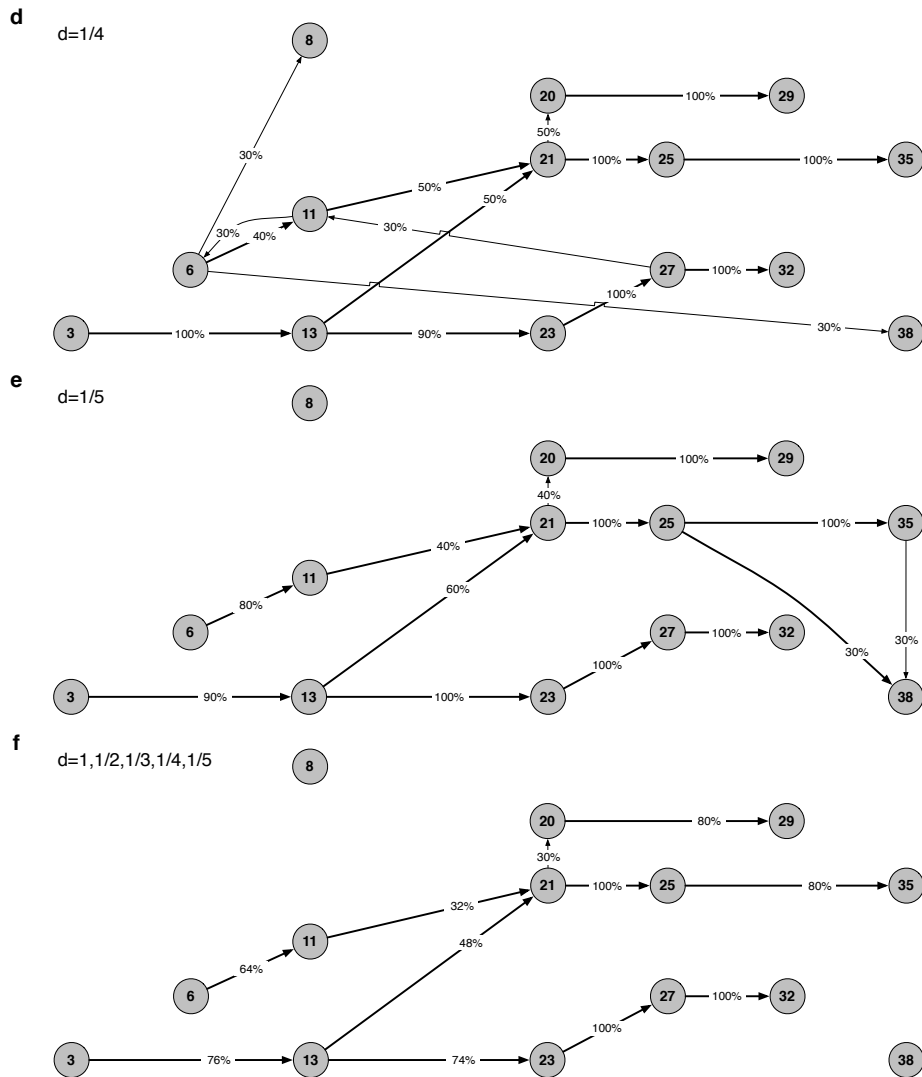 d
d=1/4
8
20 100% 29
50%
21 100% 25 100% 35
30%
50%
50%
11
30% 40% 30%
6 27 100% 32
100%
3 100% 13 90% 23 30% 38
e
d=1/5
8
20 100% 29
40%
21 100% 25 100% 35
40%
11
60%
80%
6 27 100% 32
30% 30%
100%
3 90% 13 100% 23 38
f
d=1,1/2,1/3,1/4,1/5
8
20 80% 29
30%
21 100% 25 80% 35
32%
11
48%
64%
6 27 100% 32
100%
3 76% 13 74% 23 38